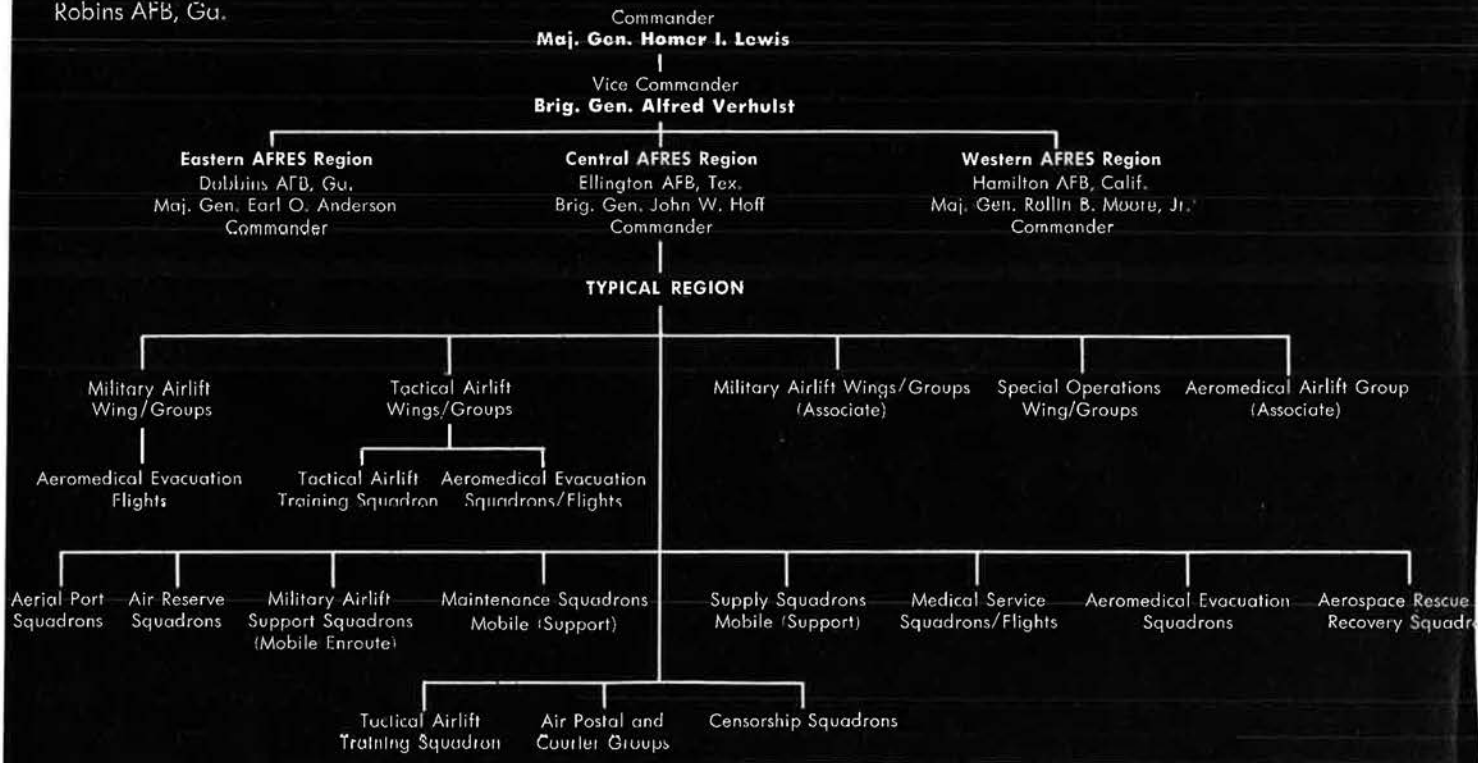 Robins AFB, Ga.
Commander
Maj. Gen. Homer I. Lewis
Vice Commander
Brig. Gen. Alfred Verhulst
Eastern AFRES Region
Dobbins AFB, Ga.
Maj. Gen. Earl O. Anderson
Commander
Central AFRES Region
Ellington AFB, Tex.
Brig. Gen. John W. Hoff
Commander
Western AFRES Region
Hamilton AFB, Calif.
Maj. Gen. Rollin B. Moore, Jr.
Commander
TYPICAL REGION
Military Airlift
Wing/Groups
Tactical Airlift
Wings/Groups
Military Airlift Wings/Groups
(Associate)
Special Operations
Wing/Groups
Aeromedical Airlift Group
(Associate)
Aeromedical Evacuation
Flights
Tactical Airlift
Training Squadron
Aeromedical Evacuation
Squadrons/Flights
Aerial Port
Squadrons
Air Reserve
Squadrons
Military Airlift
Support Squadrons
(Mobile Enroute)
Maintenance Squadrons
Mobile (Support)
Supply Squadrons
Mobile (Support)
Medical Service
Squadrons/Flights
Aeromedical Evacuation
Squadrons
Aerospace Rescue
Recovery Squadr
Tactical Airlift
Training Squadron
Air Postal and
Courier Groups
Censorship Squadrons